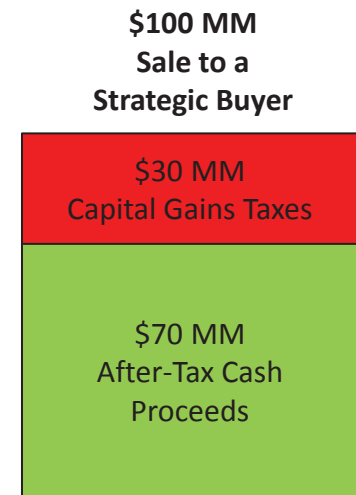 $100 MM
Sale to a
Strategic Buyer
$30 MM
Capital Gains Taxes
$70 MM
After-Tax Cash
Proceeds